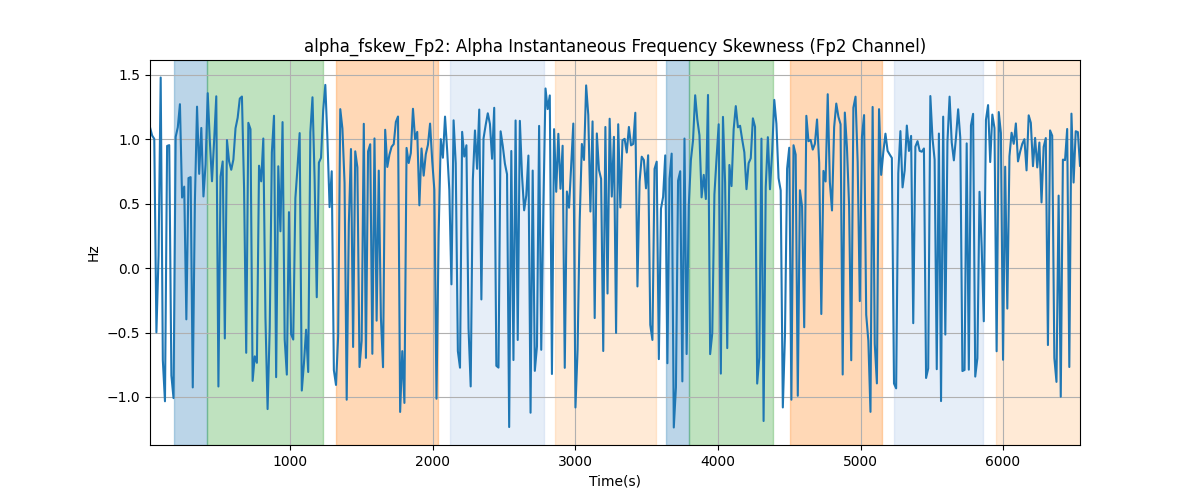 alpha_fskew_Fp2: Alpha Instantaneous Frequency Skewness (Fp2 Channel)
1.5
1.0
0.5
0.0
−0.5
−1.0
Hz
1000 2000 3000 4000 5000 6000
Time(s)